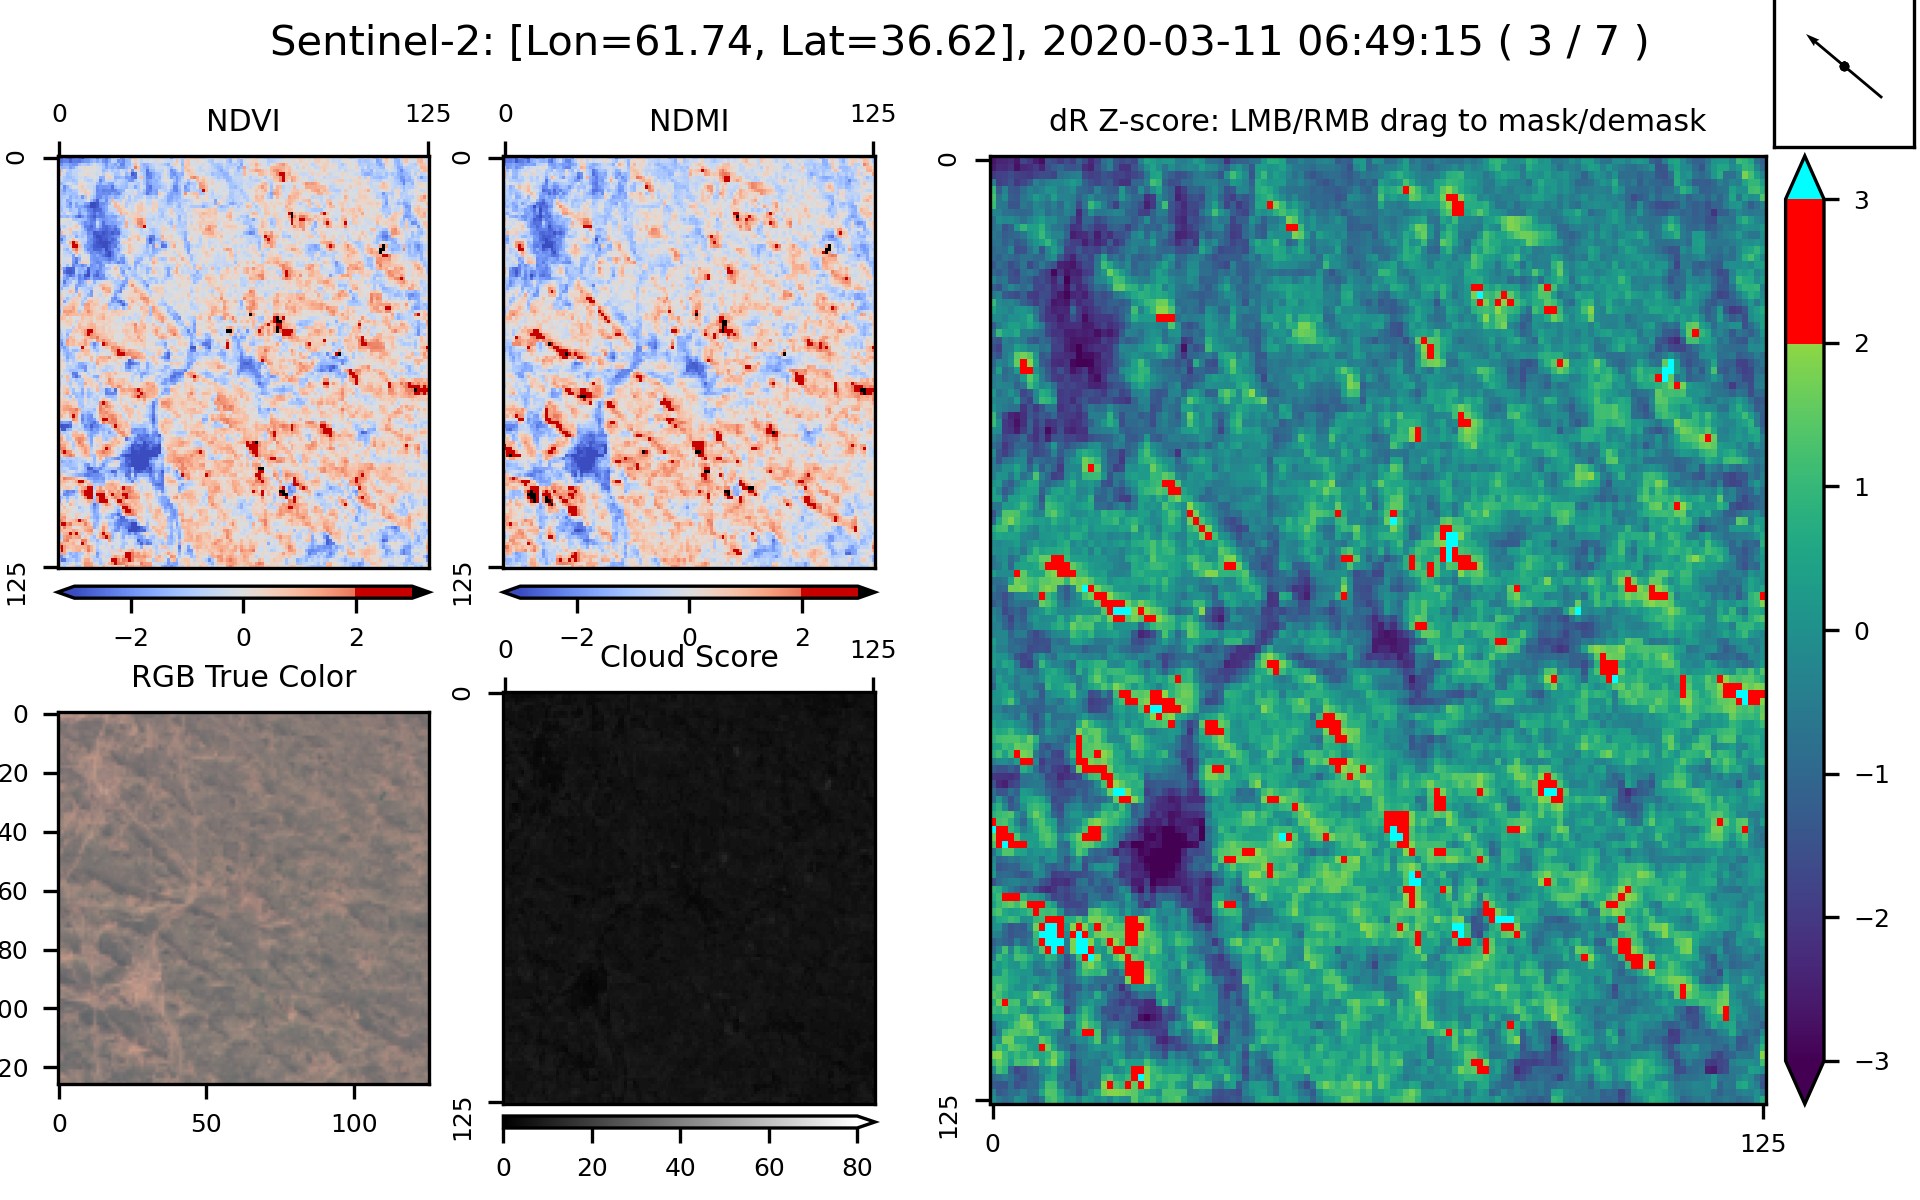 Sentinel-2: [Lon=61.74, Lat=36.62], 2020-03-11 06:49:15 ( 3 / 7 )
0 NDVI 125
0 NDMI 125
dR Z-score: LMB/RMB drag to mask/demask
0
0
0
3
2
1
0
−1
−2
−3
125
125
−2 0 2
−2 0 2
RGB True Color
0 Cloud Score 125
0
20
40
60
80
00
20
0 50 100
0
125
0 20 40 60 80
125
0 125